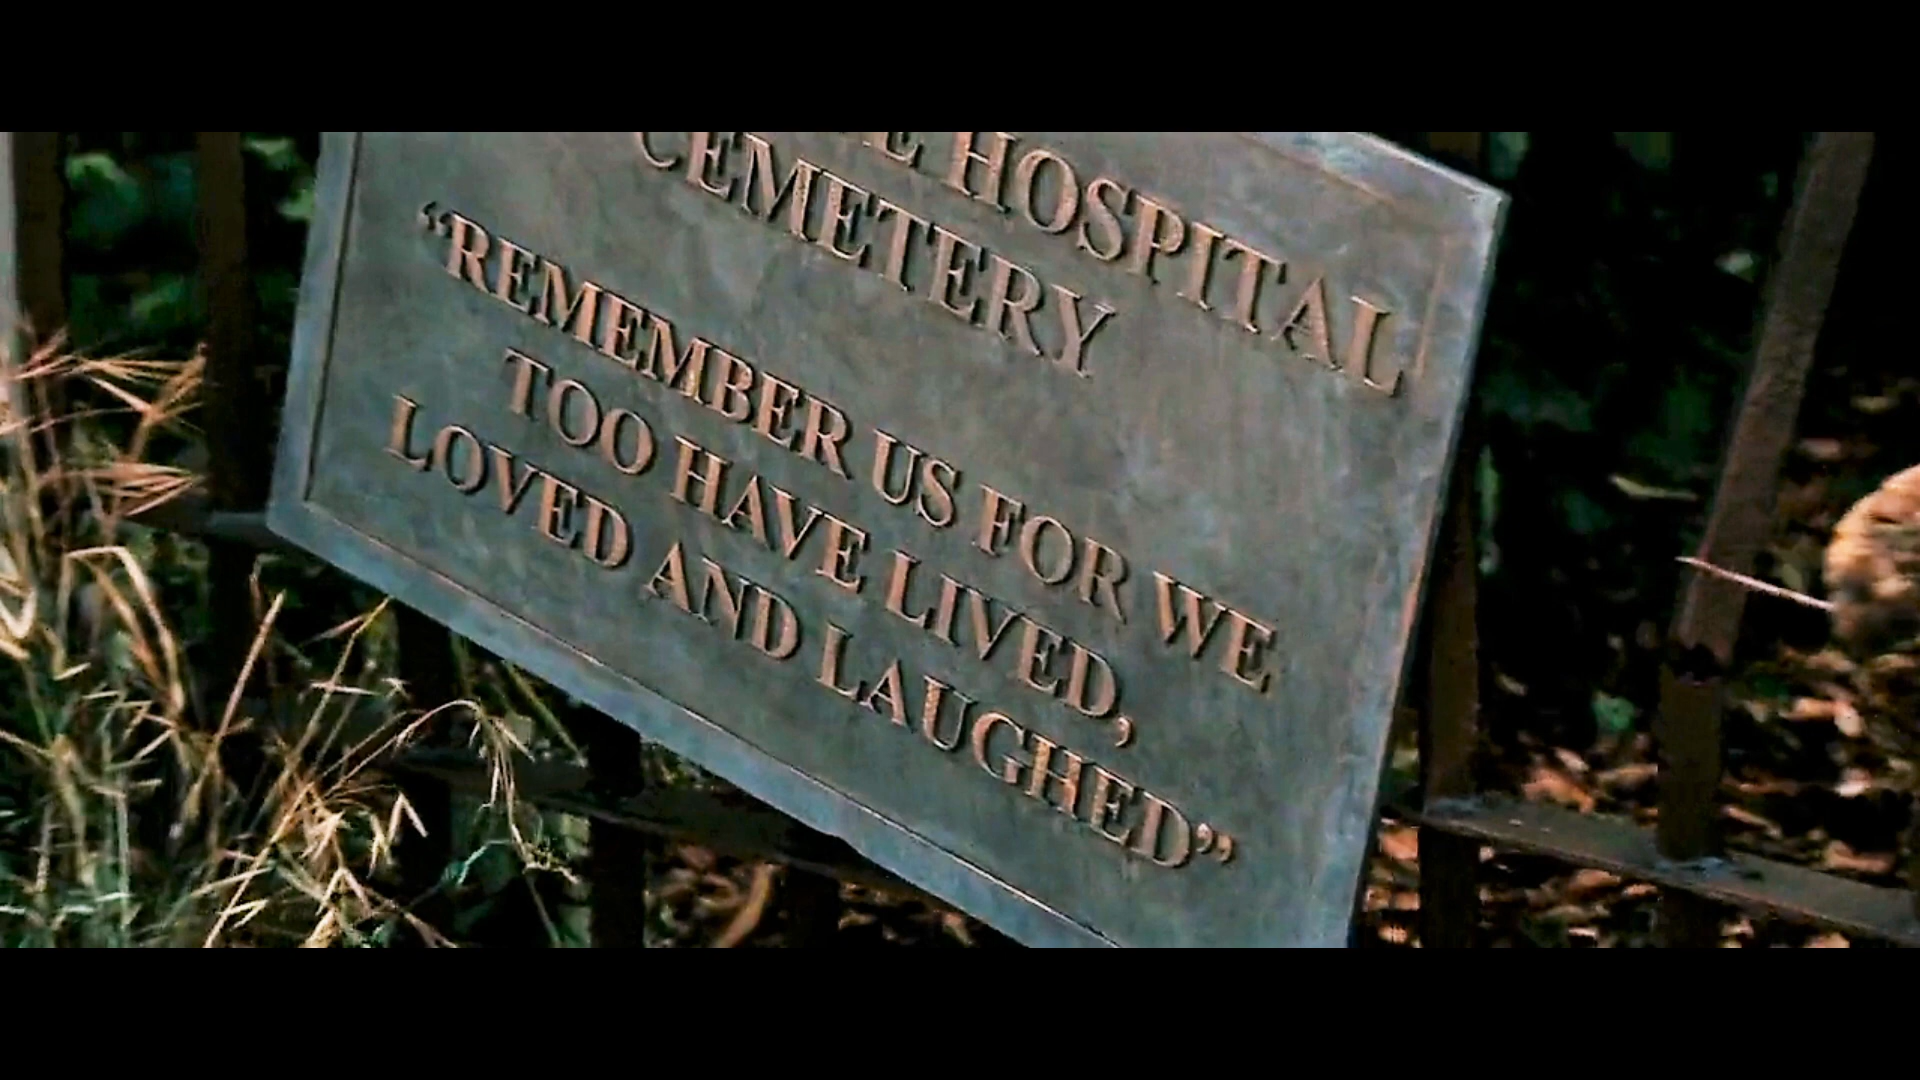 HOSPITAL
CEMETERY
“REMEMBER US FOR WE
TOO HAVE LIVED,
LOVED AND LAUGHED”